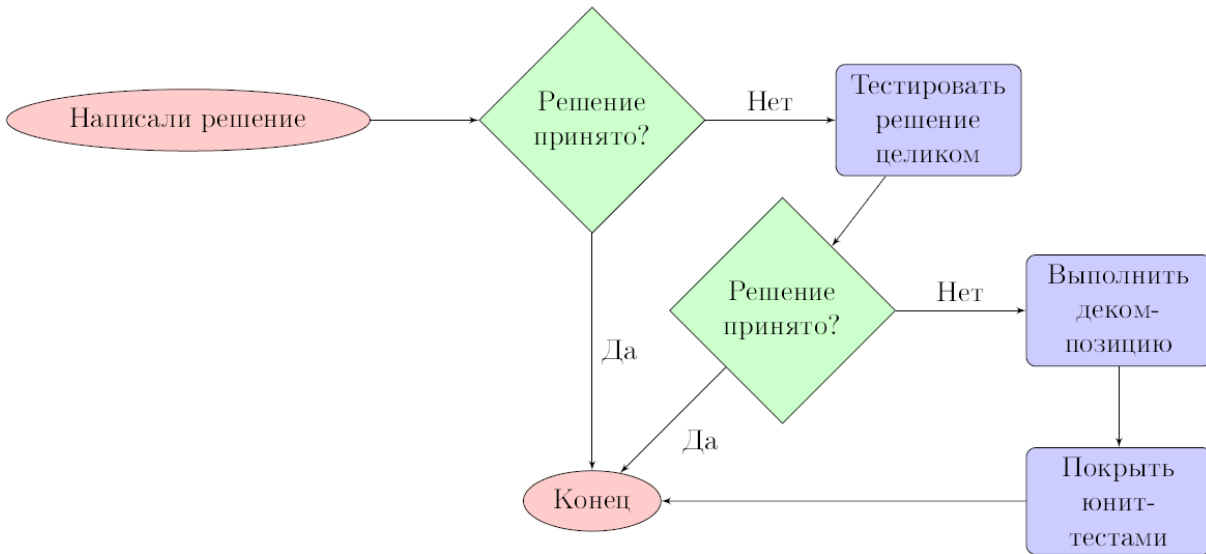 Написали решение
Решение
принято?
Нет
Тестировать
решение
целиком
Решение
принято?
Нет
Выполнить
деком-
позицию
Да
Да
Конец
Покрыть
юнит-
тестами